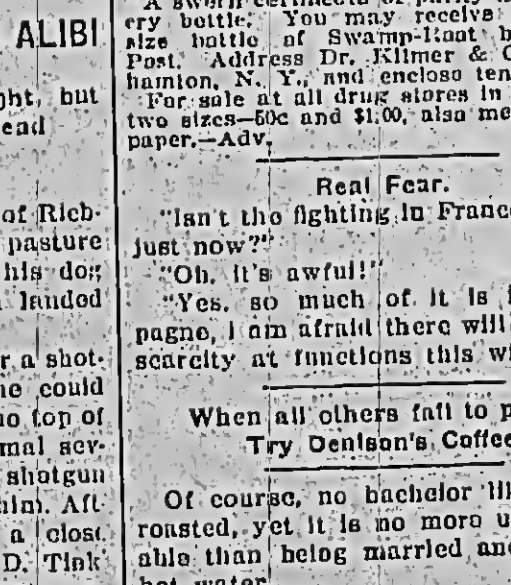 ALIBI
ght, but
ead
of Rich-
pasture
his dog
landed
r a shot-
he could
top of
mal sev-
shotgun
him. Aft-
a close
D. Tink
A sworn certificate of purity
ery bottle. You may receive
size bottle of Swamp-Root b
Post. Address Dr. Kilmer & C
hamton, N. Y., and enclose ten
For sale at all drug stores in
two sizes—50c and $1.00, also me
paper.—Adv.
Real Fear.
"Isn't the fighting in France
just now?"
"Oh, it's awful!"
"Yes, so much of it is
pagne, I am afraid there will
scarcity at functions this wi
When all others fail to p
Try Denison's Coffee
Of course, no bachelor lik
roasted, yet it is no more u
able than being married and
hot water